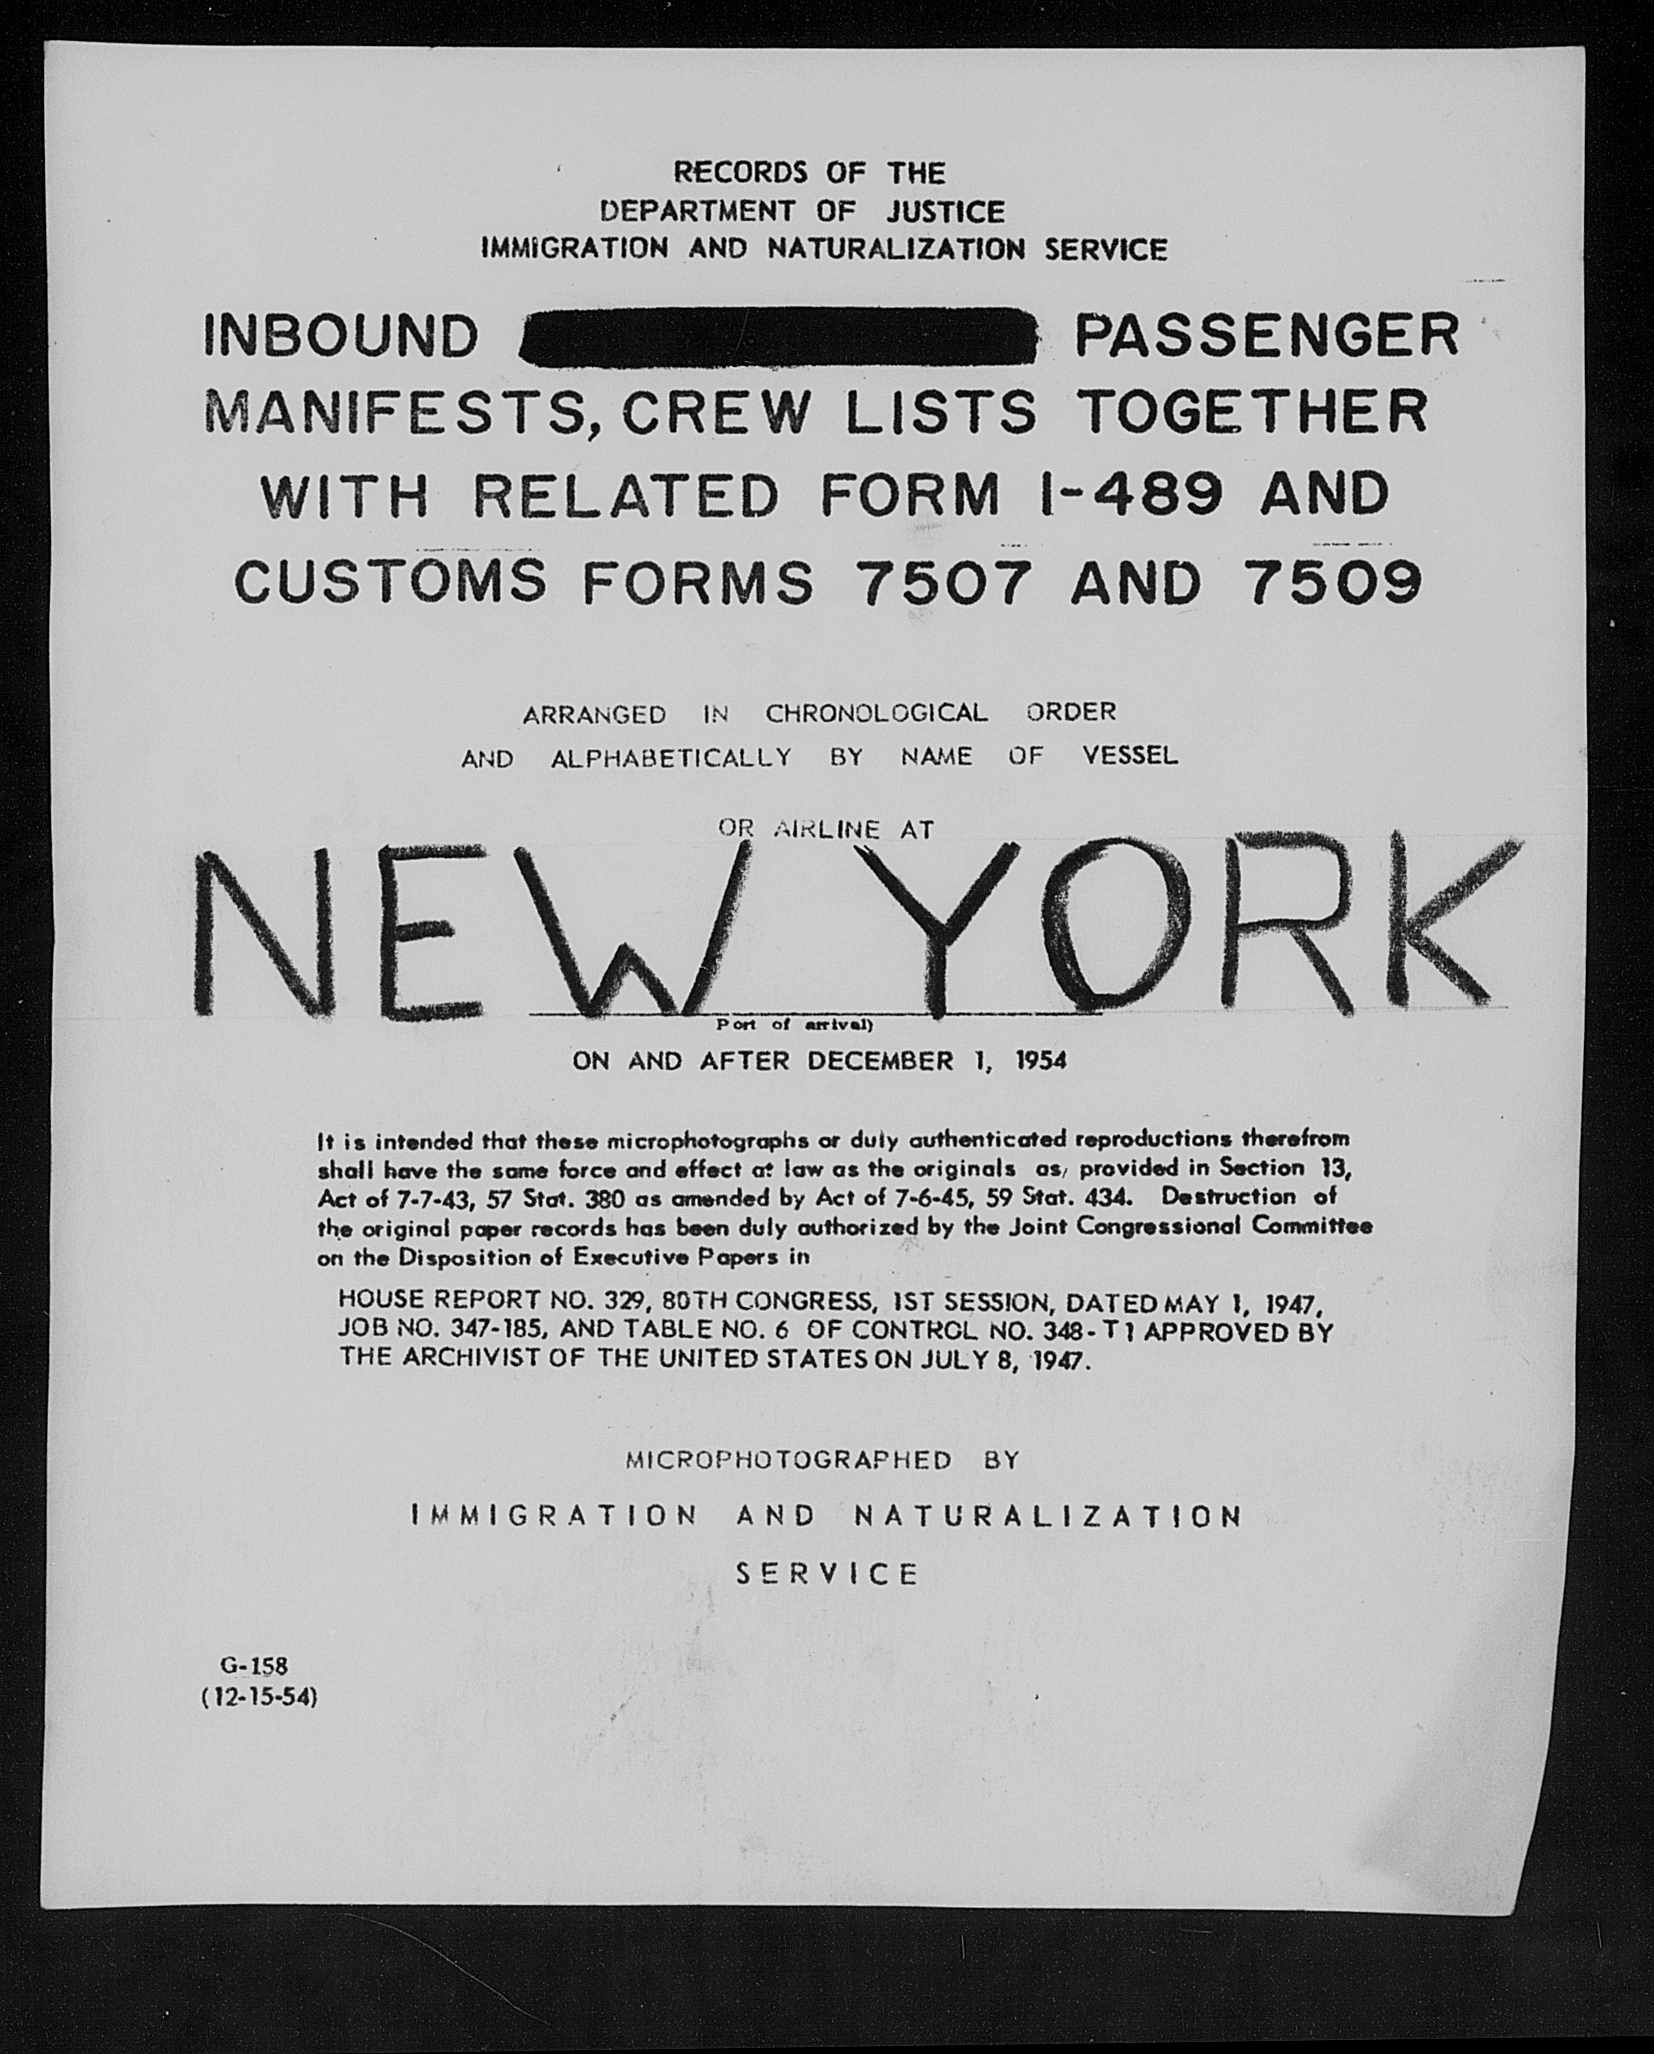 RECORDS OF THE
DEPARTMENT OF JUSTICE
IMMIGRATION AND NATURALIZATION SERVICE
INBOUND PASSENGER
MANIFESTS, CREW LISTS TOGETHER
WITH RELATED FORM I-489 AND
CUSTOMS FORMS 7507 AND 7509
ARRANGED IN CHRONOLOGICAL ORDER
AND ALPHABETICALLY BY NAME OF VESSEL
OR AIRLINE AT
NEW YORK
Port of arrival)
ON AND AFTER DECEMBER 1, 1954
It is intended that these microphotographs or duly authenticated reproductions therefrom
shall have the same force and effect at law as the originals as, provided in Section 13,
Act of 7-7-43, 57 Stat. 380 as amended by Act of 7-6-45, 59 Stat. 434. Destruction of
the original paper records has been duly authorized by the Joint Congressional Committee
on the Disposition of Executive Papers in
HOUSE REPORT NO. 329, 80TH CONGRESS, 1ST SESSION, DATED MAY 1, 1947,
JOB NO. 347-185, AND TABLE NO. 6 OF CONTROL NO. 348-T1 APPROVED BY
THE ARCHIVIST OF THE UNITED STATES ON JULY 8, 1947.
MICROPHOTOGRAPHED BY
IMMIGRATION AND NATURALIZATION
SERVICE
G-158
(12-15-54)